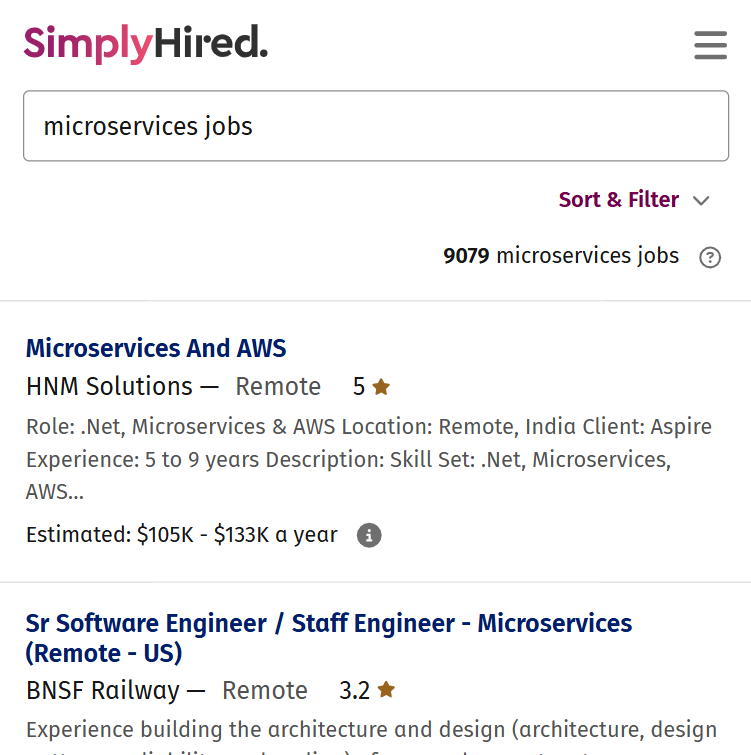 SimplyHired.
microservices jobs
Sort & Filter
9079 microservices jobs
Microservices And AWS
HNM Solutions — Remote 5
Role: .Net, Microservices & AWS Location: Remote, India Client: Aspire
Experience: 5 to 9 years Description: Skill Set: .Net, Microservices,
AWS...
Estimated: $105K - $133K a year
Sr Software Engineer / Staff Engineer - Microservices
(Remote - US)
BNSF Railway — Remote 3.2
Experience building the architecture and design (architecture, design